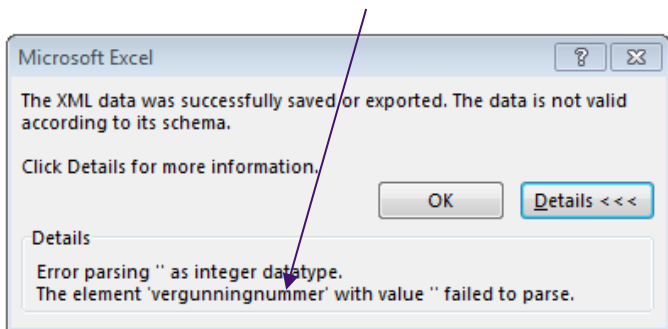 Microsoft Excel
The XML data was successfully saved or exported. The data is not valid
according to its schema.
Click Details for more information.
OK
Details < < <
Details
Error parsing '' as integer datatype.
The element 'vergunningnummer' with value '' failed to parse.